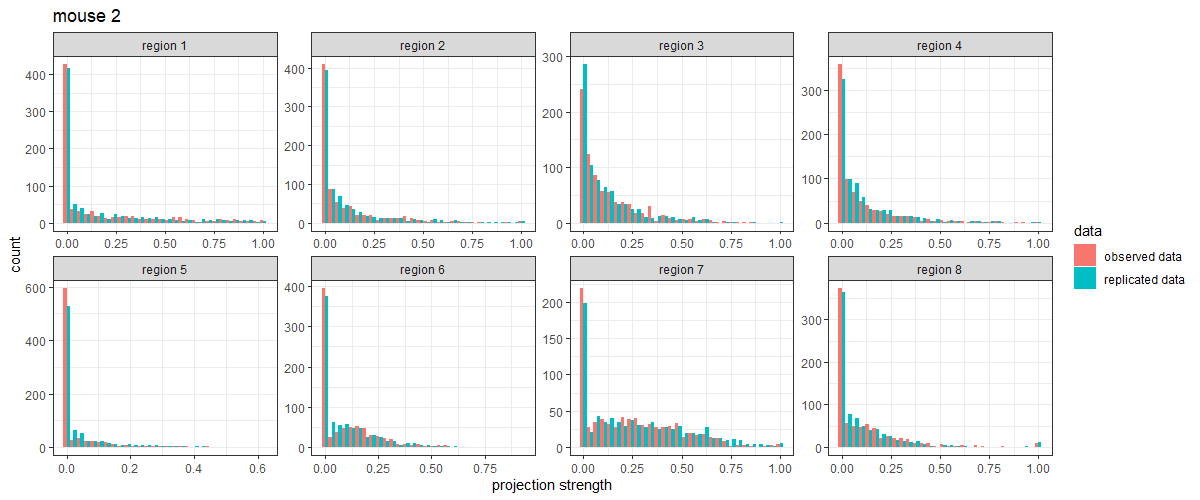 mouse 2
region 1
region 2
region 3
region 4
400
300
200
100
0
0.00 0.25 0.50 0.75 1.00
400
300
200
100
0
0.00 0.25 0.50 0.75 1.00
300
200
100
0
0.00 0.25 0.50 0.75 1.00
300
200
100
0
0.00 0.25 0.50 0.75 1.00
count
region 5
region 6
region 7
region 8
600
400
200
0
0.0 0.2 0.4 0.6
400
300
200
100
0
0.00 0.25 0.50 0.75
200
150
100
50
0
0.00 0.25 0.50 0.75 1.00
300
200
100
0
0.00 0.25 0.50 0.75 1.00
projection strength
data
observed data
replicated data